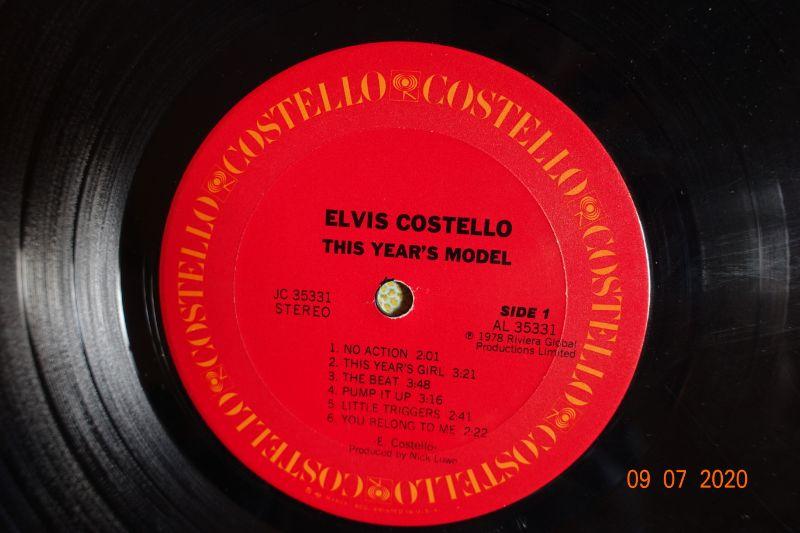 COSTELLO COSTELLO COSTELLO COSTELLO COSTELLO COSTELLO COSTELLO
ELVIS COSTELLO
THIS YEAR'S MODEL
JC 35331
STEREO
SIDE 1
AL 35331
℗ 1978 Riviera Global
Productions Limited
1. NO ACTION 2:01
2. THIS YEAR'S GIRL 3:21
3. THE BEAT 3:48
4. PUMP IT UP 3:16
5. LITTLE TRIGGERS 2:41
6. YOU BELONG TO ME 2:22
E. Costello-
Produced by Nick Lowe
09 07 2020